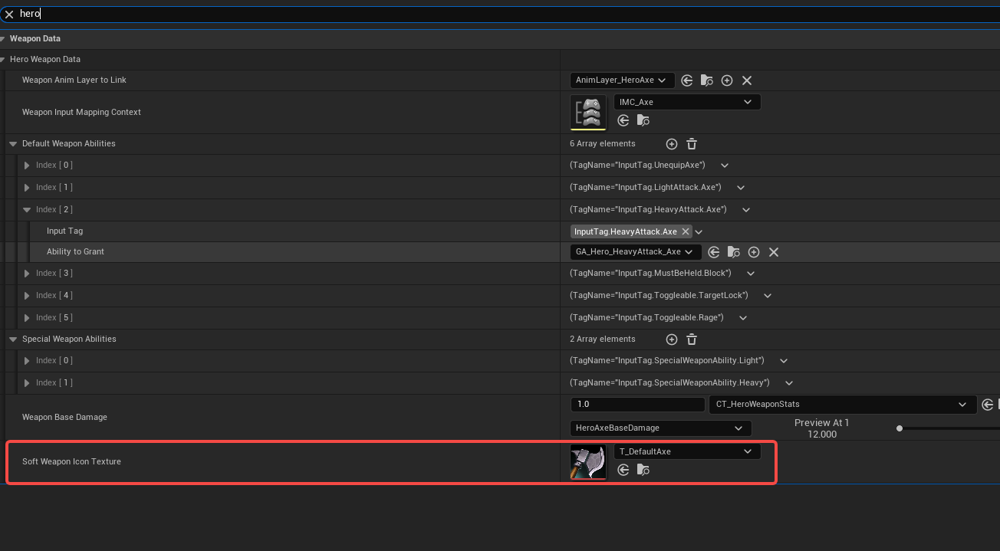 hero
Weapon Data
Hero Weapon Data
Weapon Anim Layer to Link AnimLayer_HeroAxe
Weapon Input Mapping Context IMC_Axe
Default Weapon Abilities 6 Array elements
Index [ 0 ] (TagName="InputTag.UnequipAxe")
Index [ 1 ] (TagName="InputTag.LightAttack.Axe")
Index [ 2 ] (TagName="InputTag.HeavyAttack.Axe")
Input Tag InputTag.HeavyAttack.Axe
Ability to Grant GA_Hero_HeavyAttack_Axe
Index [ 3 ] (TagName="InputTag.MustBeHeld.Block")
Index [ 4 ] (TagName="InputTag.Toggleable.TargetLock")
Index [ 5 ] (TagName="InputTag.Toggleable.Rage")
Special Weapon Abilities 2 Array elements
Index [ 0 ] (TagName="InputTag.SpecialWeaponAbility.Light")
Index [ 1 ] (TagName="InputTag.SpecialWeaponAbility.Heavy")
Weapon Base Damage 1.0 CT_HeroWeaponStats
HeroAxeBaseDamage Preview At 1
12.000
Soft Weapon Icon Texture T_DefaultAxe